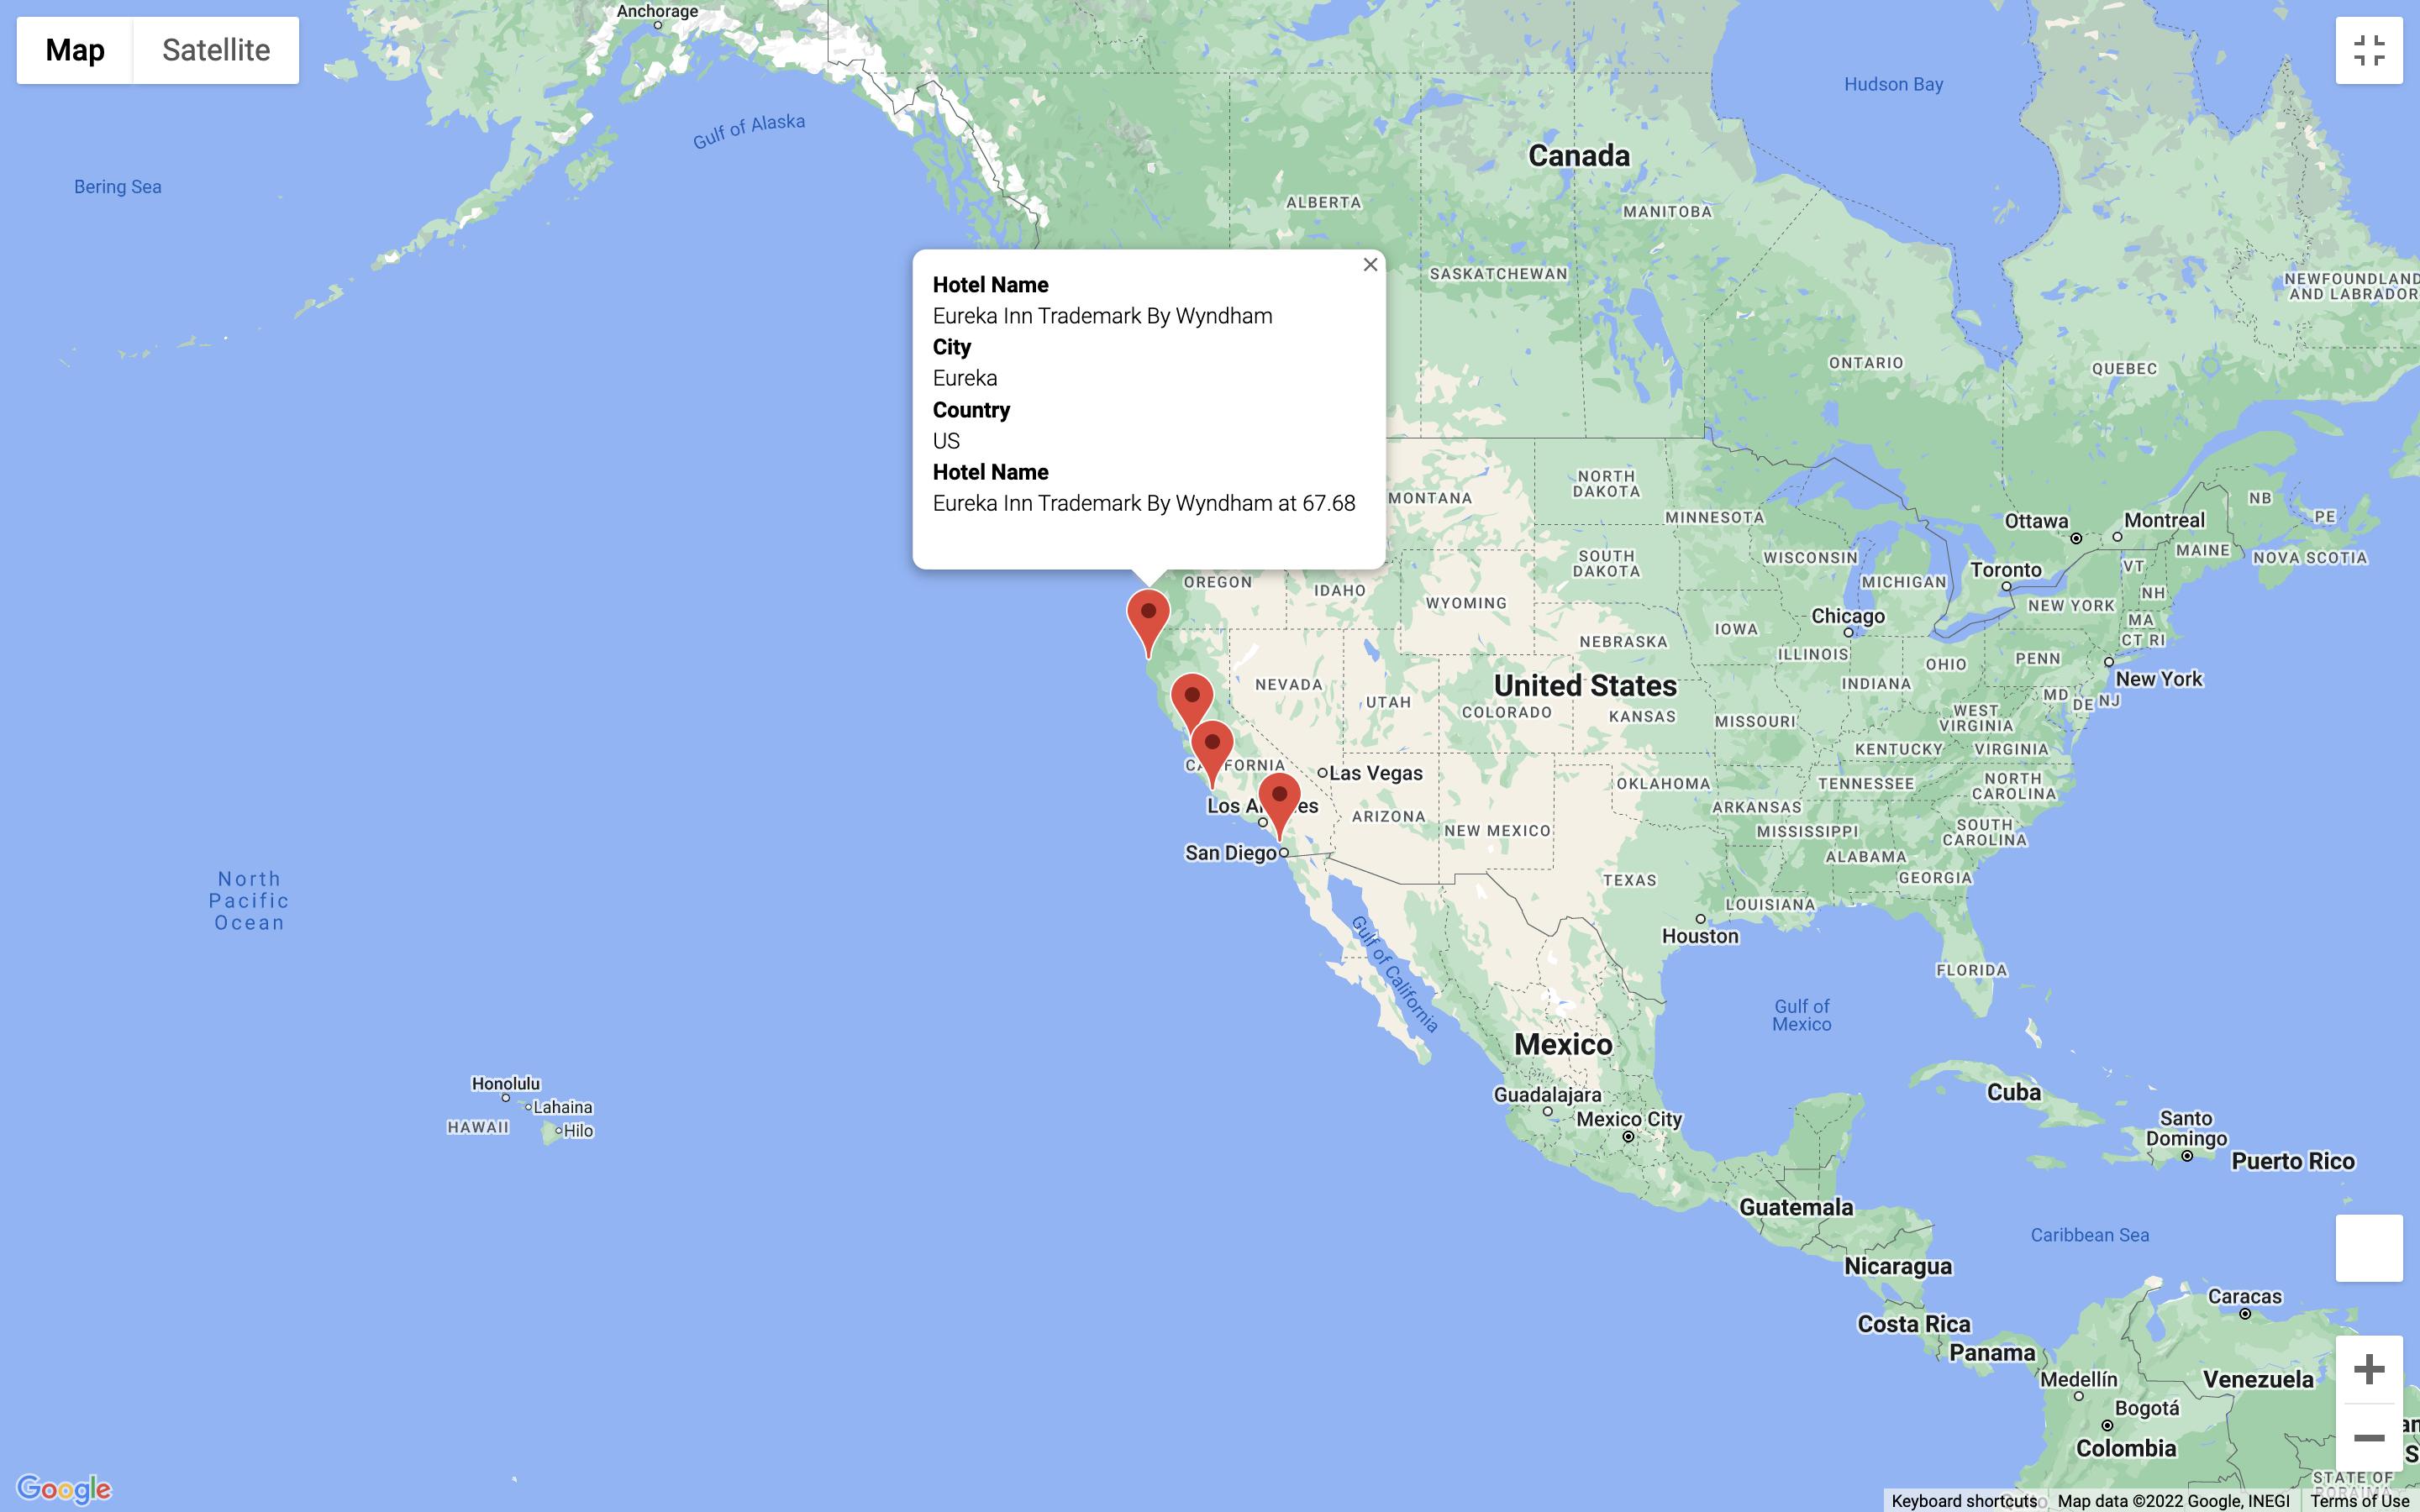 Anchorage
Map
Satellite
Gulf of Alaska
Hudson Bay
Canada
Bering Sea
ALBERTA
MANITOBA
SASKATCHEWAN
NEWFOUNDLAND
AND LABRADOR
ONTARIO
QUEBEC
Hotel Name
Eureka Inn Trademark By Wyndham
City
Eureka
Country
US
Hotel Name
Eureka Inn Trademark By Wyndham at 67.68
MONTANA
NORTH
DAKOTA
MINNESOTA
Ottawa
Montreal
NB
PE
MAINE
NOVA SCOTIA
SOUTH
DAKOTA
WISCONSIN
MICHIGAN
Toronto
VT
NH
OREGON
IDAHO
WYOMING
NEW YORK
MA
CT RI
Chicago
IOWA
NEBRASKA
ILLINOIS
OHIO
PENN
INDIANA
New York
NEVADA
United States
UTAH
COLORADO
KANSAS
MISSOURI
MD
DE
NJ
WEST
VIRGINIA
KENTUCKY
VIRGINIA
Las Vegas
OKLAHOMA
TENNESSEE
NORTH
CAROLINA
ARKANSAS
ARIZONA
NEW MEXICO
MISSISSIPPI
SOUTH
CAROLINA
San Diego
ALABAMA
GEORGIA
TEXAS
LOUISIANA
Houston
North
Pacific
Ocean
Gulf of California
FLORIDA
Gulf of
Mexico
Mexico
Honolulu
Lahaina
HAWAII
Hilo
Guadalajara
Mexico City
Cuba
Santo
Domingo
Puerto Rico
Guatemala
Caribbean Sea
Nicaragua
Caracas
Costa Rica
Panama
Medellín
Venezuela
Bogotá
Colombia
STATE OF
Google
Keyboard shortcuts
Map data ©2022 Google, INEGI
Terms of Use